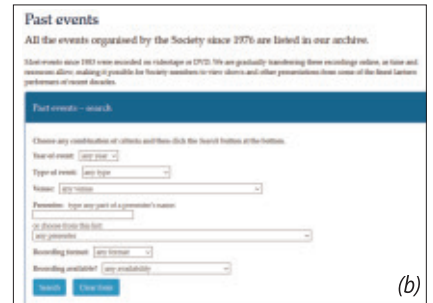 Past events
All the events organised by the Society since 1976 are listed in our archive.
Most events since 1983 were recorded on videotape or DVD. We are gradually transferring these recordings online, as time and
resources allow, making it possible for Society members to view shows and other presentations from some of the finest lantern
performers of recent decades.
Past events – search
Choose any combination of criteria and then click the Search button at the bottom.
Year of event: any year
Type of event: any type
Venue: any venue
Presenter: type any part of a presenter's name:
or choose from this list:
any presenter
Recording format: any format
Recording available? any availability
Search Clear form
(b)